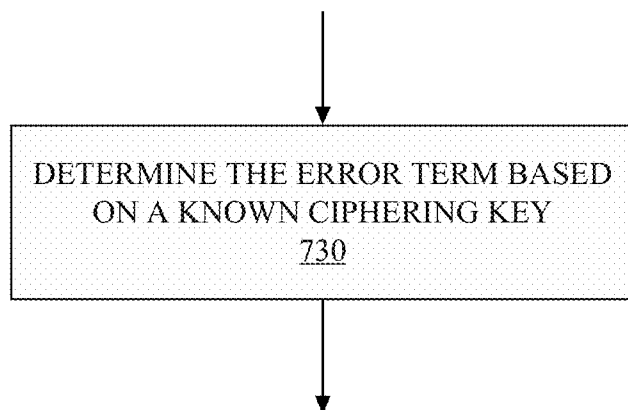 DETERMINE THE ERROR TERM BASED
ON A KNOWN CIPHERING KEY
730